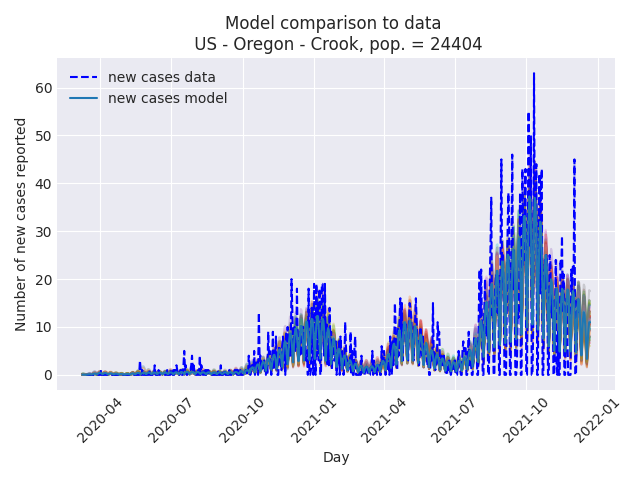 Model comparison to data
US - Oregon - Crook, pop. = 24404
new cases data
new cases model
Number of new cases reported
60
50
40
30
20
10
0
2020-04
2020-07
2020-10
2021-01
2021-04
2021-07
2021-10
2022-01
Day